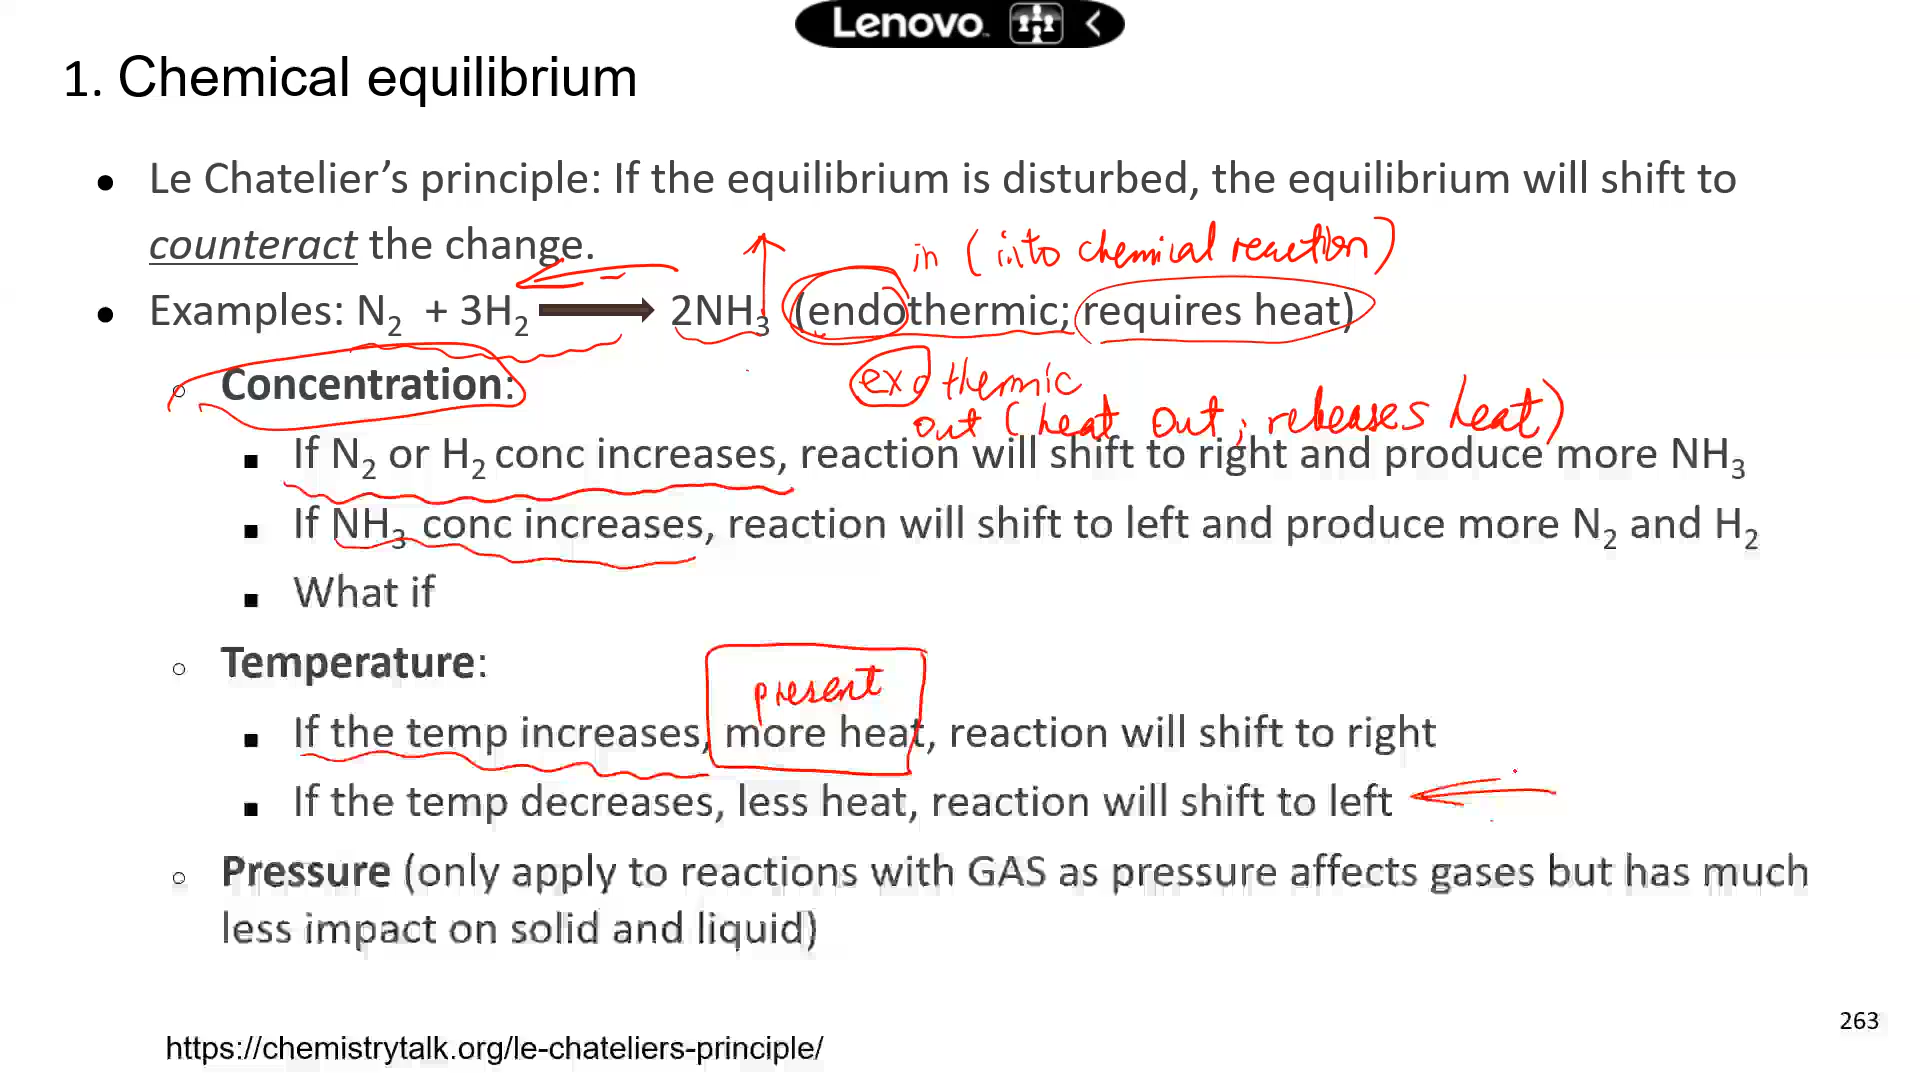 Lenovo
1. Chemical equilibrium
● Le Chatelier’s principle: If the equilibrium is disturbed, the equilibrium will shift to
counteract the change.
in (into chemical reaction)
● Examples: N₂ + 3H₂ → 2NH₃ (endothermic; requires heat)
exothermic
○ Concentration:
out (heat out; releases heat)
■ If N₂ or H₂ conc increases, reaction will shift to right and produce more NH₃
■ If NH₃ conc increases, reaction will shift to left and produce more N₂ and H₂
■ What if
○ Temperature:
present
■ If the temp increases, more heat, reaction will shift to right
■ If the temp decreases, less heat, reaction will shift to left
○ Pressure (only apply to reactions with GAS as pressure affects gases but has much
less impact on solid and liquid)
263
https://chemistrytalk.org/le-chateliers-principle/